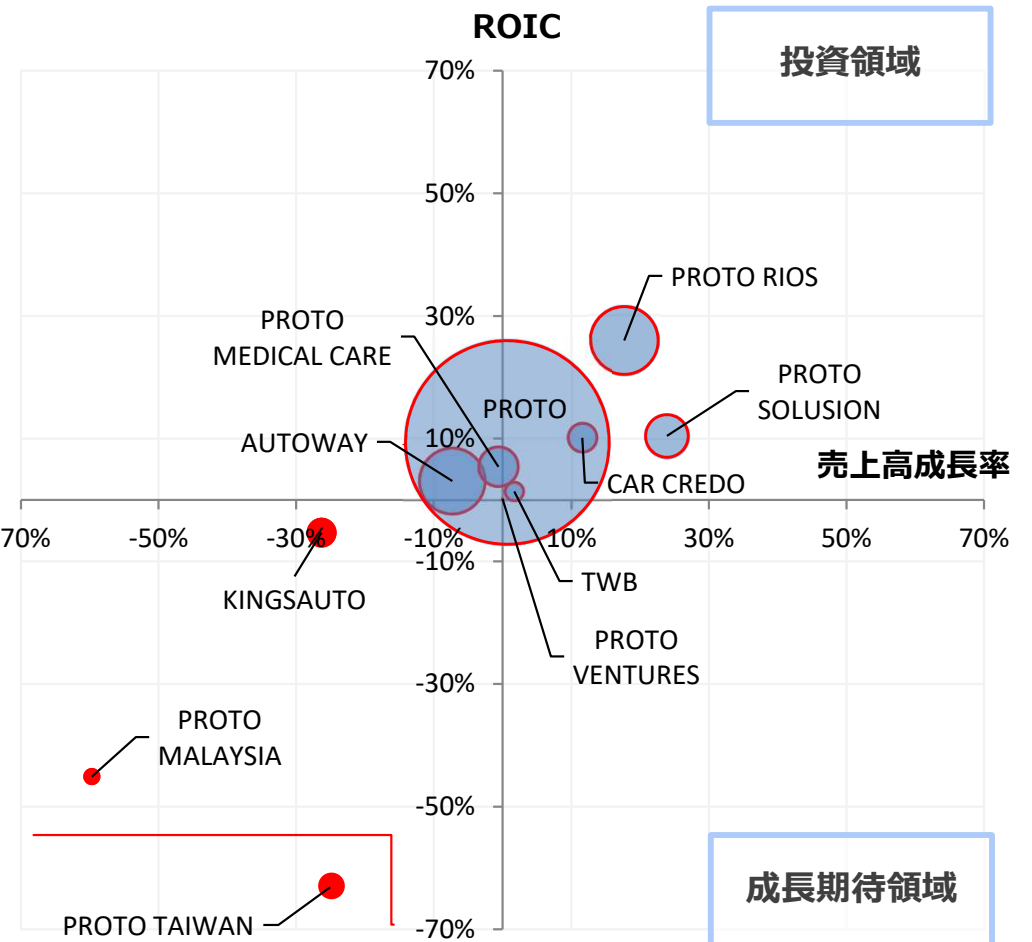 ROIC
投資領域
70%
50%
PROTO RIOS
30%
PROTO
MEDICAL CARE
PROTO
SOLUSION
PROTO
AUTOWAY
10%
売上高成長率
CAR CREDO
70%
-50%
-30%
-10%
10%
30%
50%
70%
-10%
TWB
KINGSAUTO
PROTO
VENTURES
-30%
PROTO
MALAYSIA
-50%
成長期待領域
PROTO TAIWAN
-70%